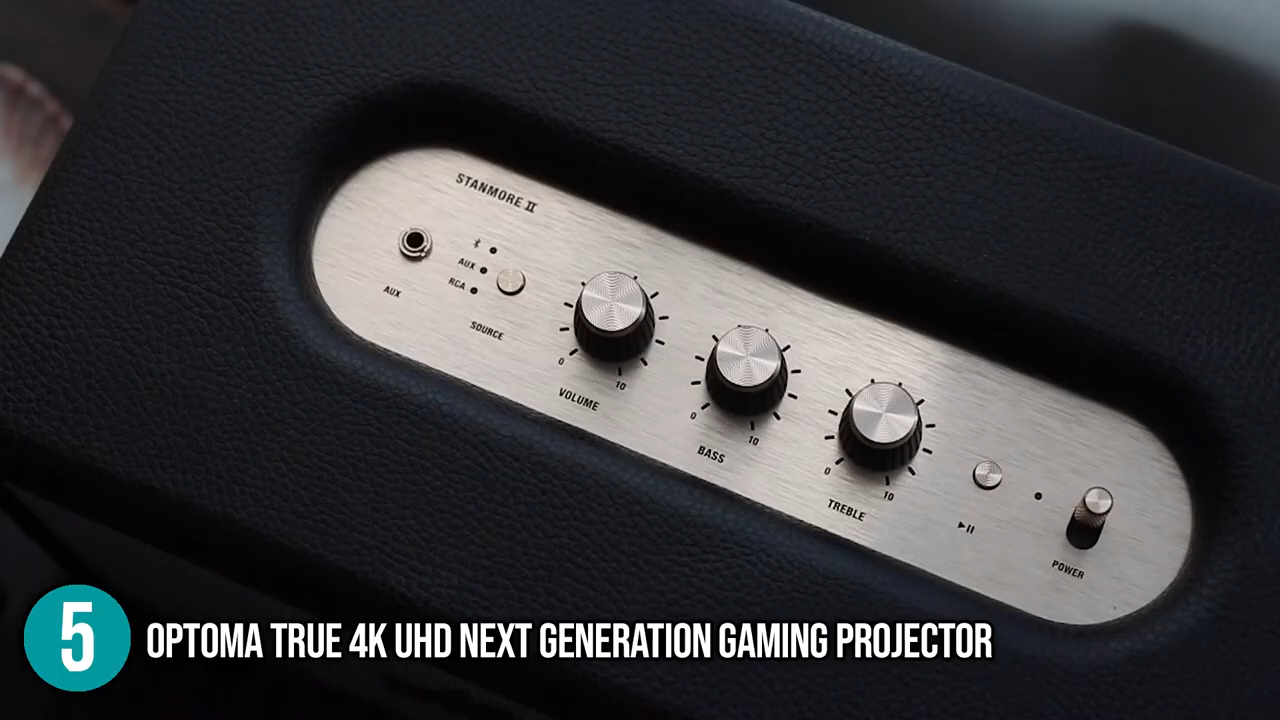 STANMORE II
AUX
RCA
AUX
SOURCE
0
10
VOLUME
0
10
BASS
0
10
TREBLE
POWER
5
OPTOMA TRUE 4K UHD NEXT GENERATION GAMING PROJECTOR